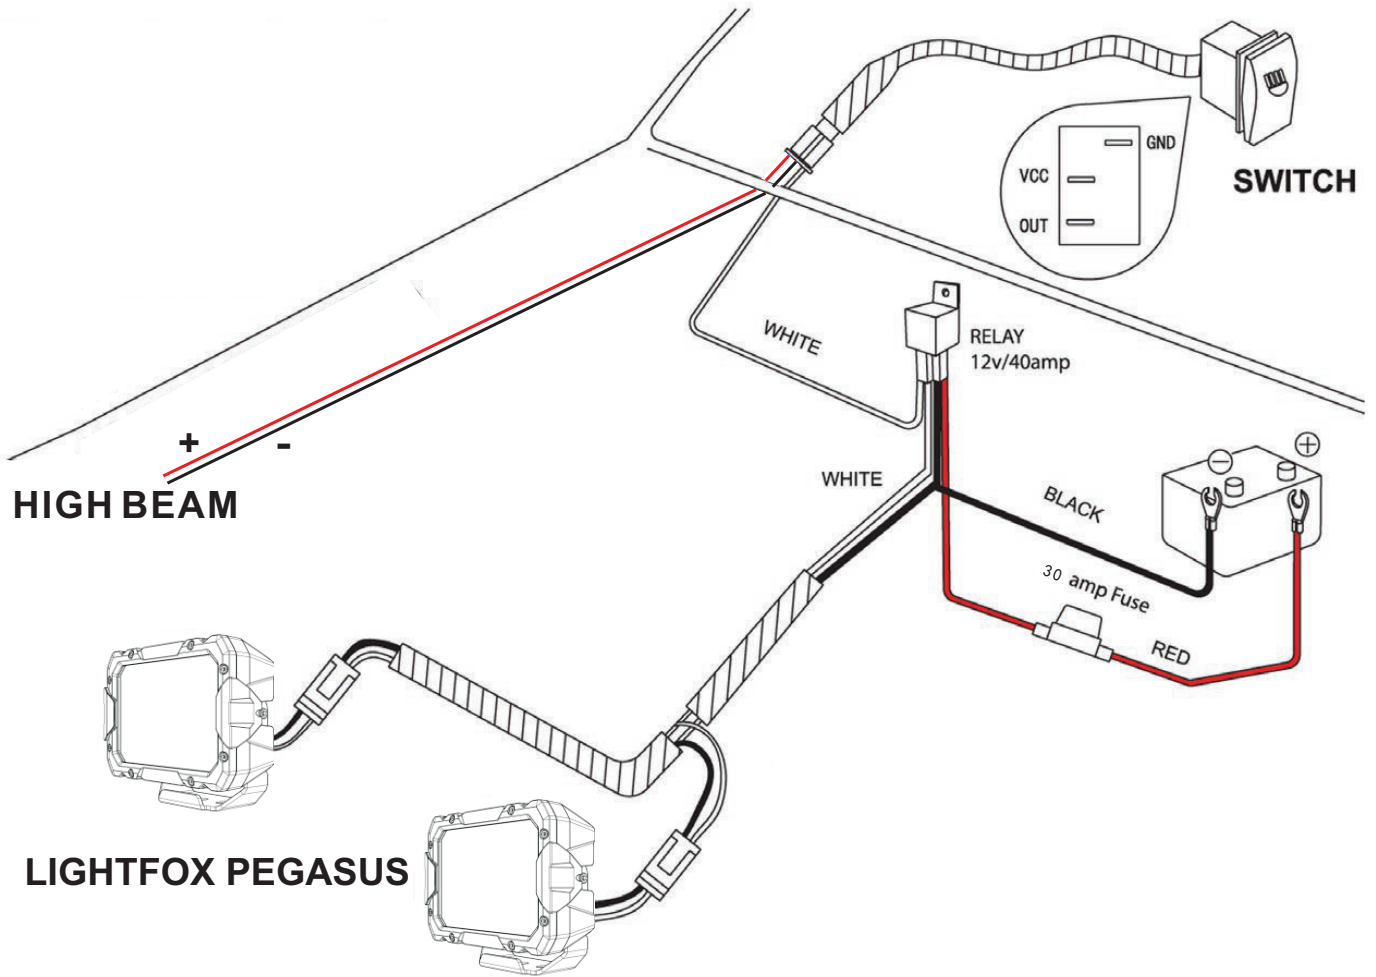 GND
VCC
OUT
SWITCH
WHITE
RELAY
12v/40amp
+ -
HIGH BEAM
WHITE
BLACK
− +
30 amp Fuse
RED
LIGHTFOX PEGASUS